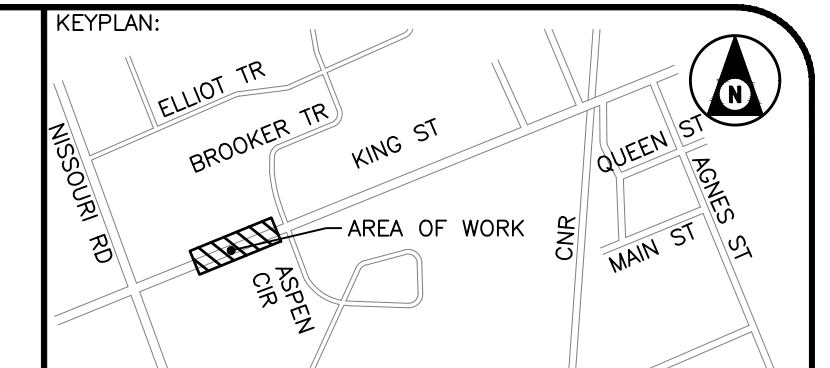 KEYPLAN:
ELLIOT TR
BROOKER TR
KING ST
NISSOURI RD
N
QUEEN ST
AGNES ST
AREA OF WORK
CNR
MAIN ST
ASPEN
CIR